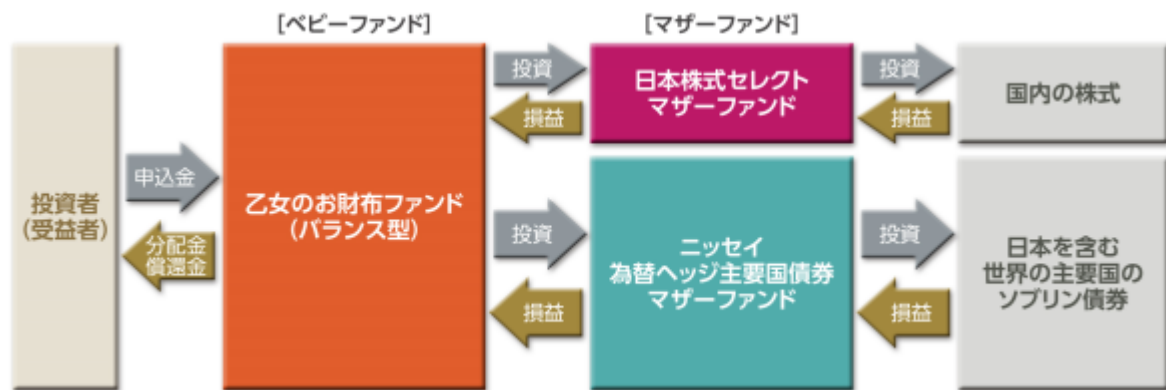 [ベビーファンド]
[マザーファンド]
投資者
(受益者)
申込金
分配金
償還金
乙女のお財布ファンド
(バランス型)
投資
損益
日本株式セレクト
マザーファンド
投資
損益
国内の株式
投資
損益
ニッセイ
為替ヘッジ主要国債券
マザーファンド
投資
損益
日本を含む
世界の主要国の
ソブリン債券